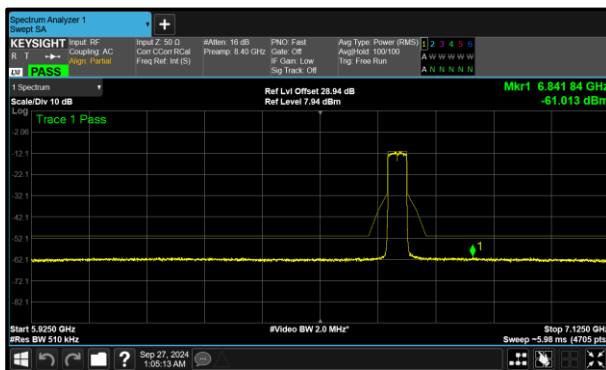 Spectrum Analyzer 1
Swept SA
+
KEYSIGHT Input: RF Input Z: 50 Ω #Atten: 16 dB PNO: Fast Avg Type: Power (RMS) 1 2 3 4 5 6
R T Coupling: AC Corr CCorr RCal Preamp: 8.40 GHz Gate: Off Avg|Hold: 100/100 A W W W W W
Align: Partial Freq Ref: Int (S) IF Gain: Low Trig: Free Run
LXI PASS Sig Track: Off A N N N N N
1 Spectrum Ref Lvl Offset 28.94 dB Mkr1 6.841 84 GHz
Scale/Div 10 dB Ref Level 7.94 dBm -61.013 dBm
Log
Trace 1 Pass
-2.06
-12.1
-22.1
-32.1
-42.1
-52.1
1
-62.1
-72.1
-82.1
Start 5.9250 GHz #Video BW 2.0 MHz* Stop 7.1250 GHz
#Res BW 510 kHz Sweep ~5.98 ms (4705 pts)
? Sep 27, 2024
1:05:13 AM